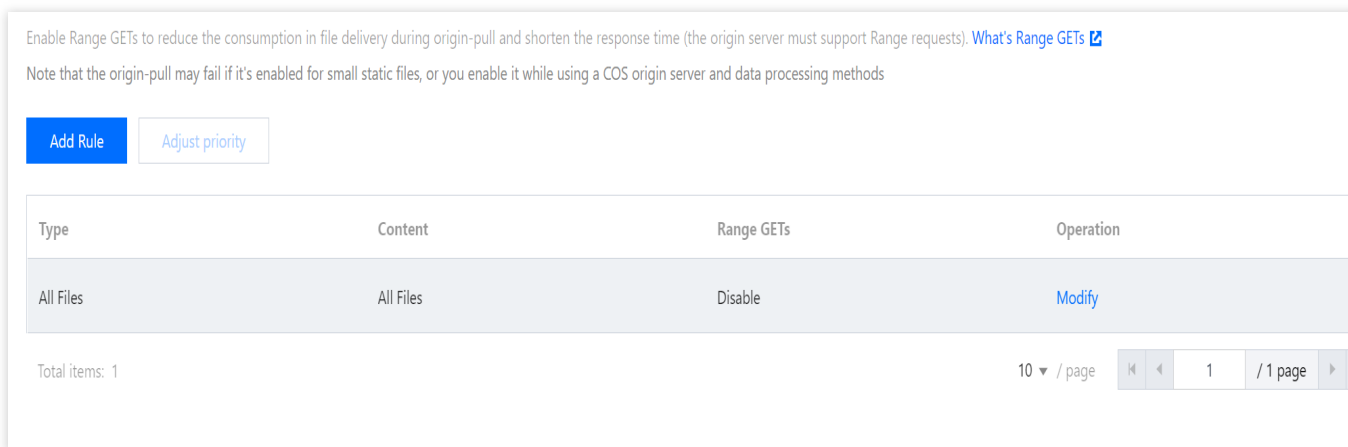 Enable Range GETs to reduce the consumption in file delivery during origin-pull and shorten the response time (the origin server must support Range requests). What's Range GETs
Note that the origin-pull may fail if it's enabled for small static files, or you enable it while using a COS origin server and data processing methods
Add Rule Adjust priority
Type Content Range GETs Operation
All Files All Files Disable Modify
Total items: 1 10 / page 1 / 1 page